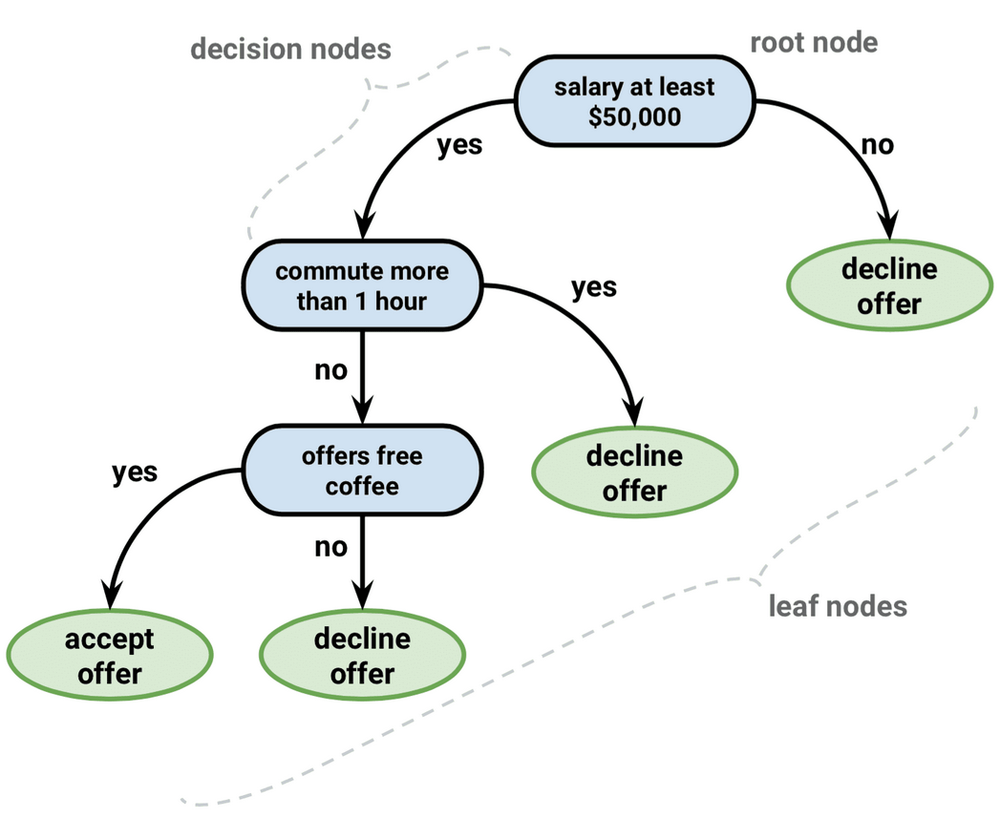 decision nodes
root node
salary at least
$50,000
yes
no
commute more
than 1 hour
yes
decline
offer
no
offers free
coffee
decline
offer
yes
no
accept
offer
decline
offer
leaf nodes